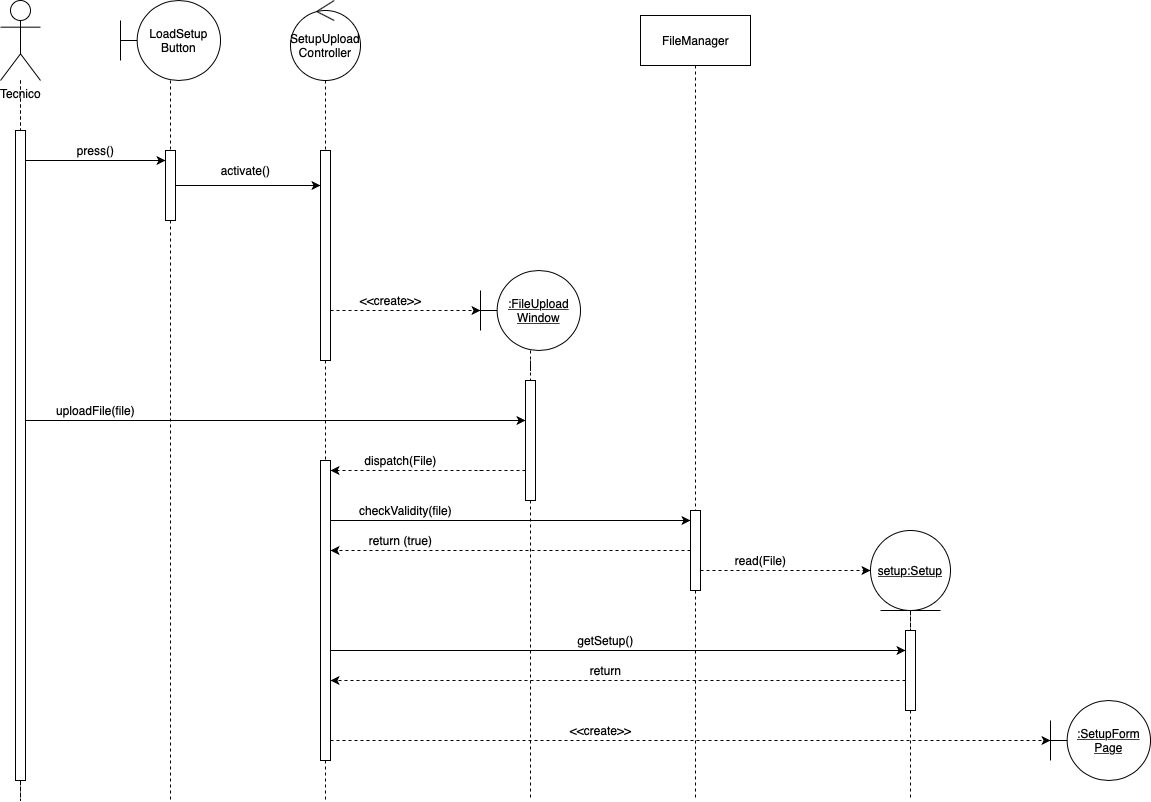 LoadSetup
Button
SetupUpload
Controller
FileManager
Tecnico
press()
activate()
<<create>>
:FileUpload
Window
uploadFile(file)
dispatch(File)
checkValidity(file)
return (true)
read(File)
setup:Setup
getSetup()
return
<<create>>
:SetupForm
Page